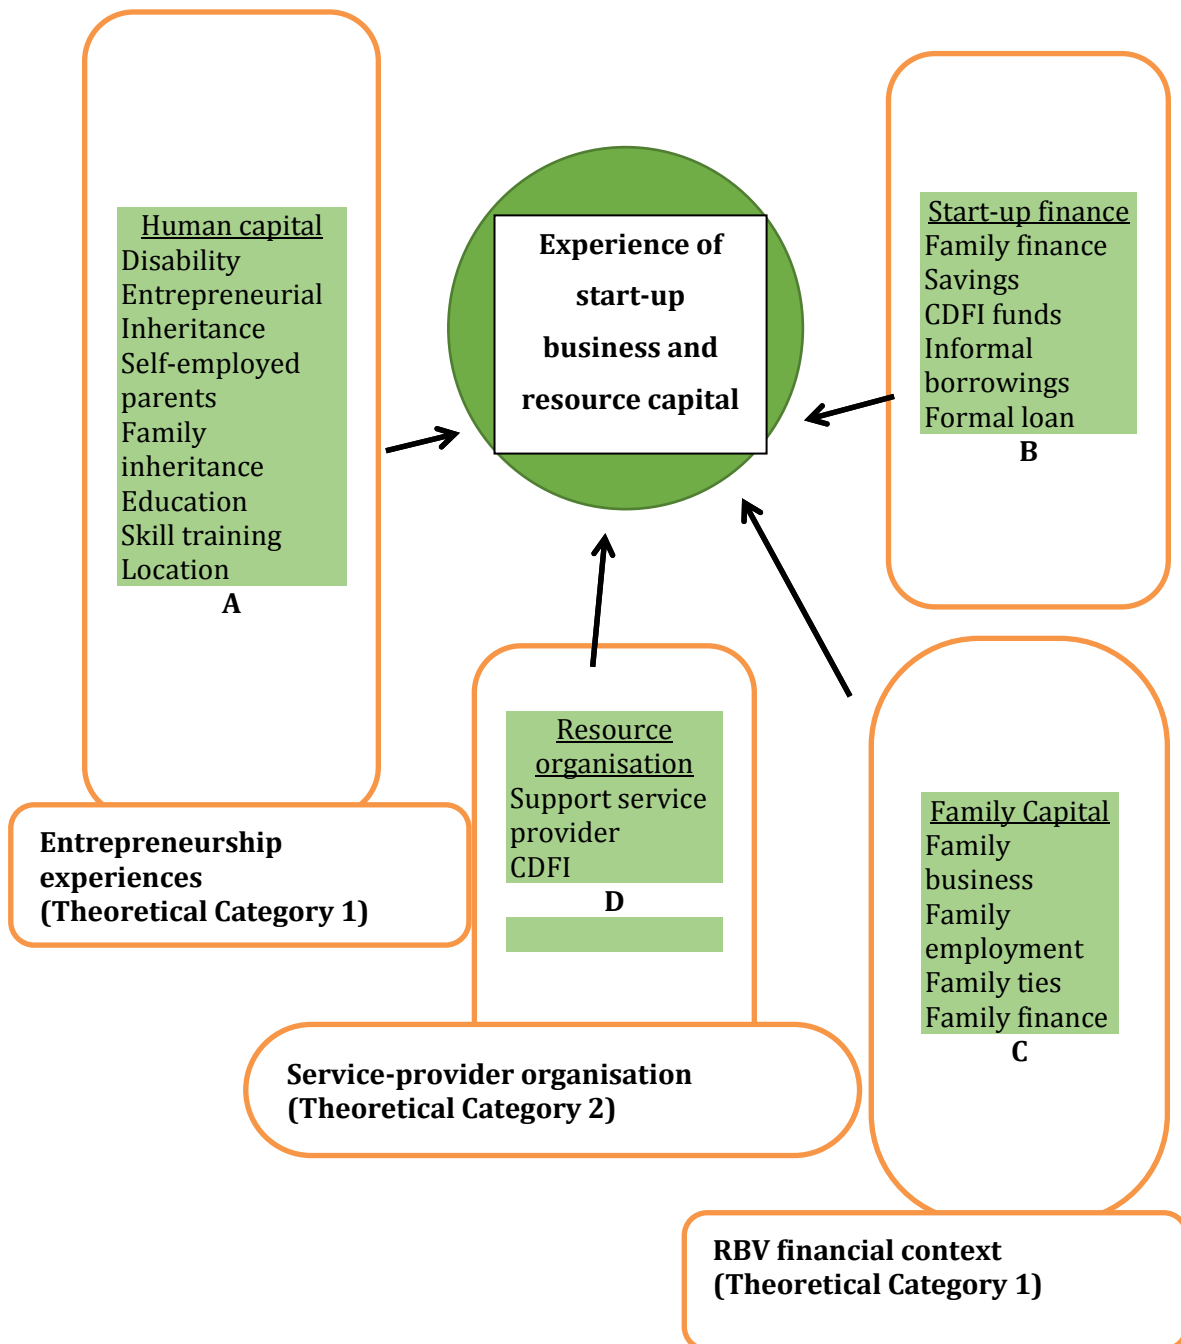 Human capital
Disability
Entrepreneurial
Inheritance
Self-employed
parents
Family
inheritance
Education
Skill training
Location
A
Experience of
start-up
business and
resource capital
Start-up finance
Family finance
Savings
CDFI funds
Informal
borrowings
Formal loan
B
Resource
organisation
Support service
provider
CDFI
D
Family Capital
Family
business
Family
employment
Family ties
Family finance
C
Entrepreneurship
experiences
(Theoretical Category 1)
Service-provider organisation
(Theoretical Category 2)
RBV financial context
(Theoretical Category 1)